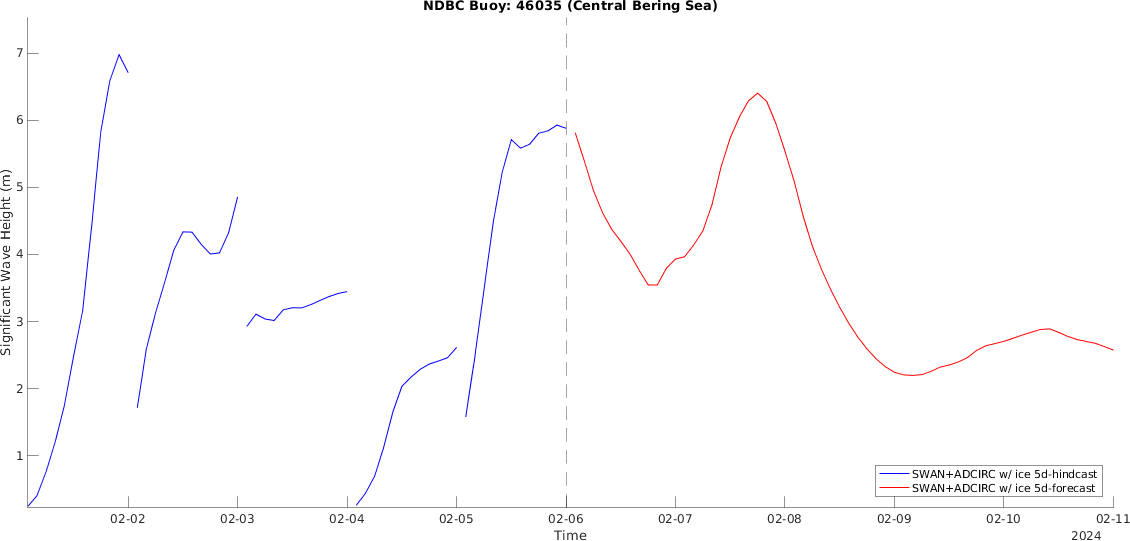 NDBC Buoy: 46035 (Central Bering Sea)
Significant Wave Height (m)
7
6
5
4
3
2
1
SWAN+ADCIRC w/ ice 5d-hindcast
SWAN+ADCIRC w/ ice 5d-forecast
02-02 02-03 02-04 02-05 02-06 02-07 02-08 02-09 02-10 02-11
Time
2024